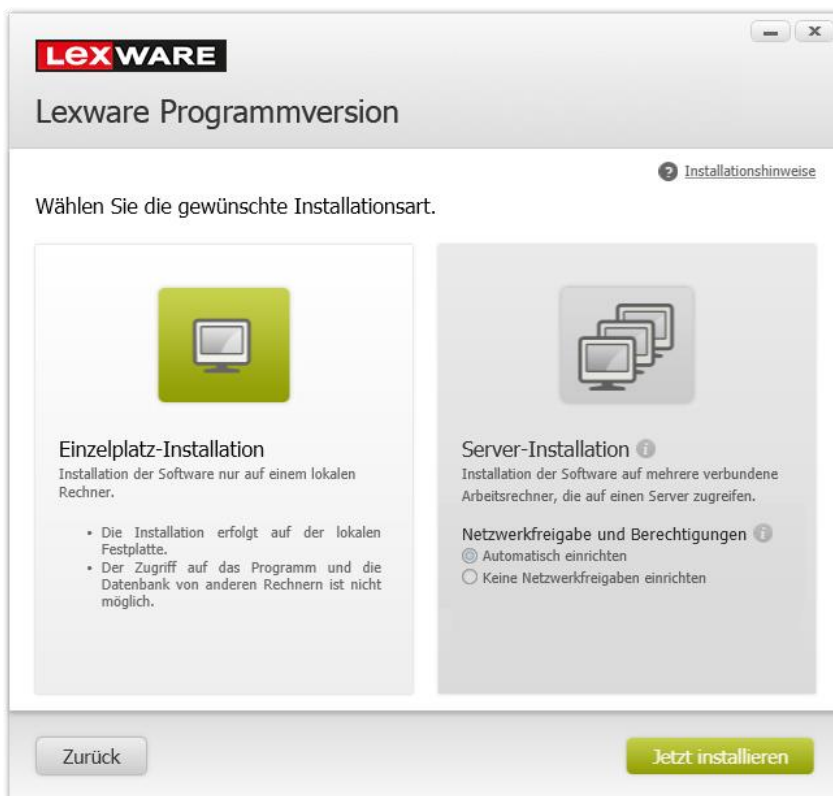 LEXWARE
Lexware Programmversion
? Installationshinweise
Wählen Sie die gewünschte Installationsart.
Einzelplatz-Installation
Installation der Software nur auf einem lokalen
Rechner.
• Die Installation erfolgt auf der lokalen
Festplatte.
• Der Zugriff auf das Programm und die
Datenbank von anderen Rechnern ist nicht
möglich.
Server-Installation i
Installation der Software auf mehrere verbundene
Arbeitsrechner, die auf einen Server zugreifen.
Netzwerkfreigabe und Berechtigungen i
Automatisch einrichten
Keine Netzwerkfreigaben einrichten
Zurück
Jetzt installieren